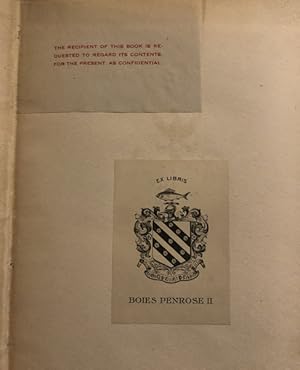 THE RECIPIENT OF THIS BOOK IS RE-
QUESTED TO REGARD ITS CONTENTS,
FOR THE PRESENT, AS CONFIDENTIAL
EX LIBRIS
BOIES PENROSE II